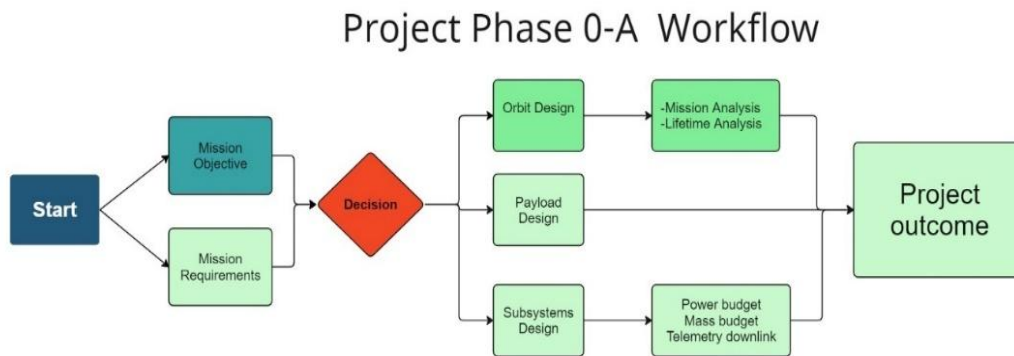 Project Phase 0-A Workflow
Start
Mission
Objective
Mission
Requirements
Decision
Orbit Design
-Mission Analysis
-Lifetime Analysis
Payload
Design
Subsystems
Design
Power budget
Mass budget
Telemetry downlink
Project
outcome